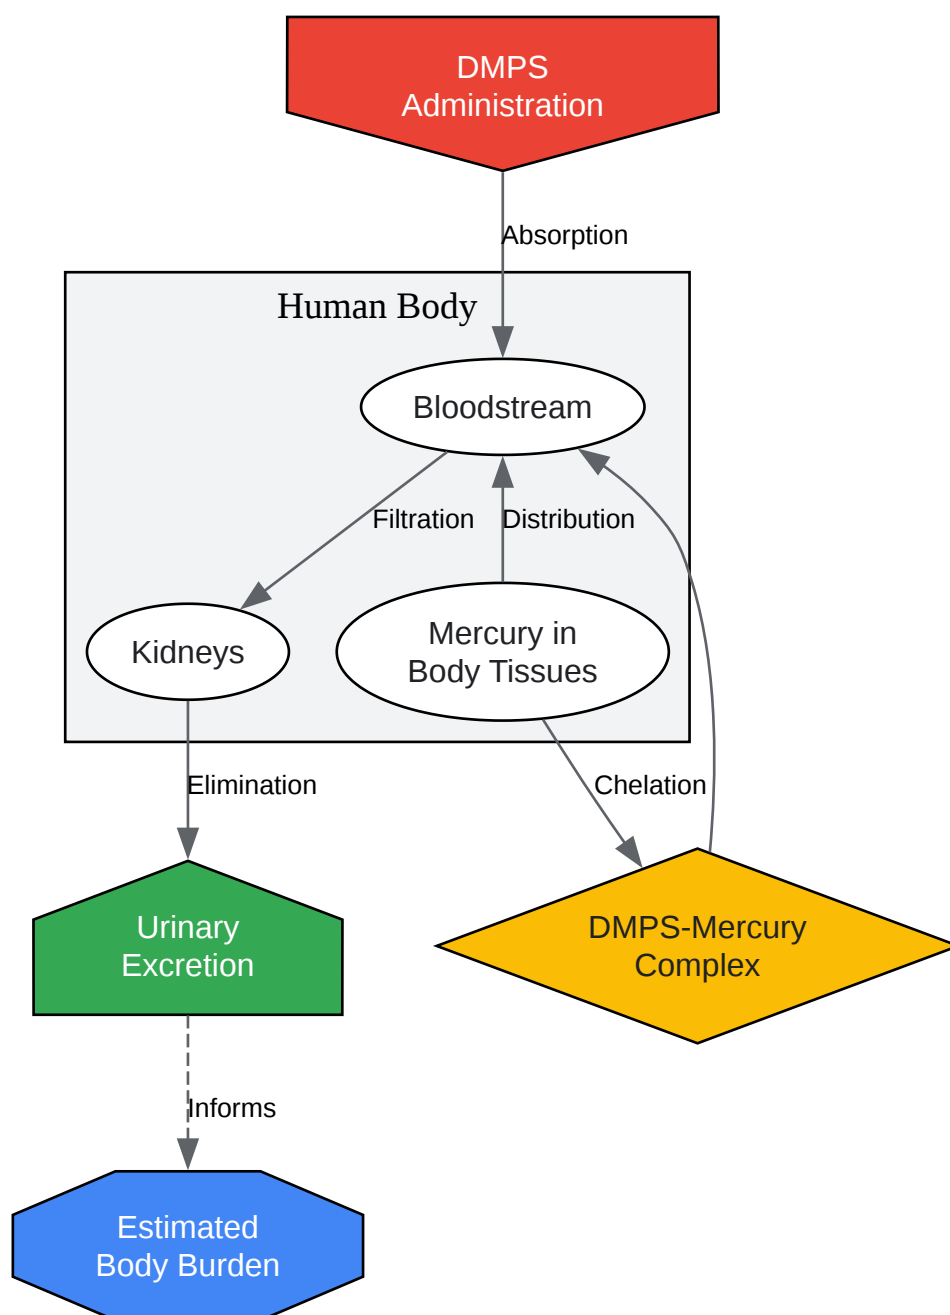 DMPS
Administration
Absorption
Human Body
Bloodstream
Filtration
Distribution
Kidneys
Mercury in
Body Tissues
Elimination
Chelation
Urinary
Excretion
DMPS-Mercury
Complex
Informs
Estimated
Body Burden